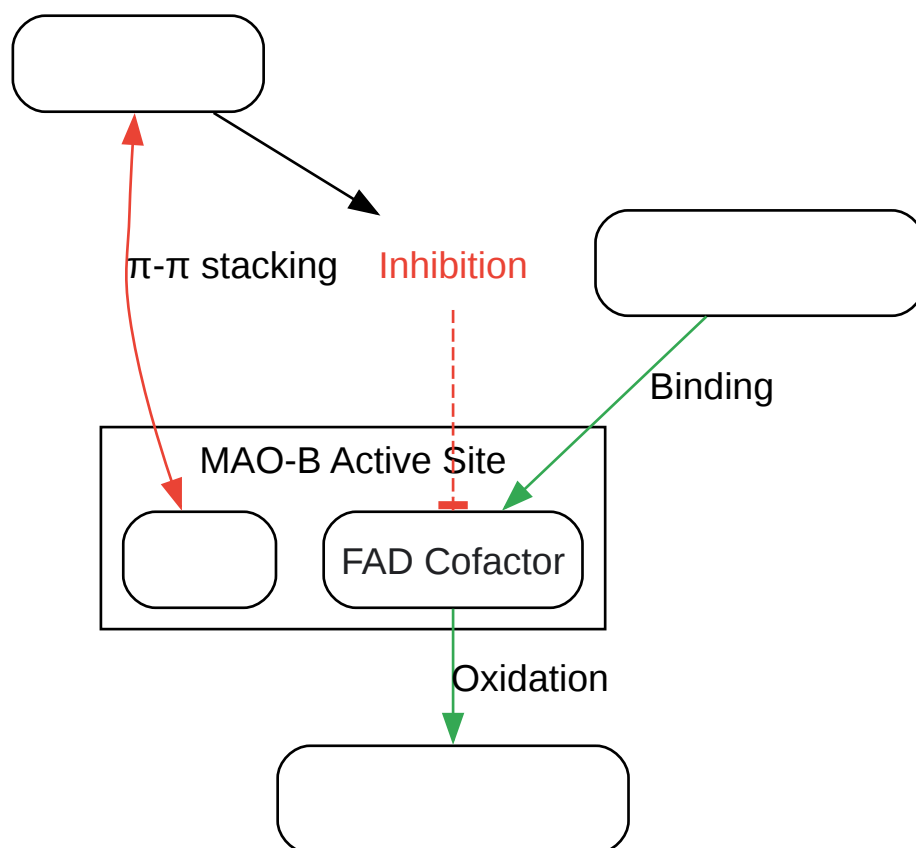 π-π stacking
Inhibition
Binding
MAO-B Active Site
FAD Cofactor
Oxidation